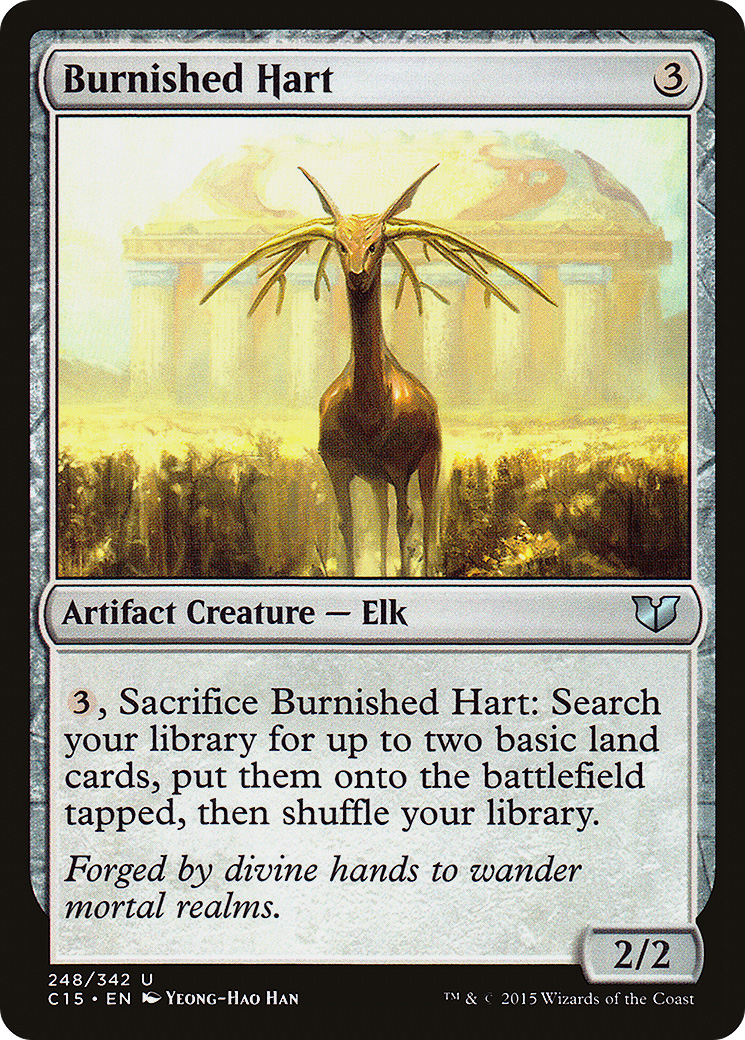 Burnished Hart 3
Artifact Creature — Elk
3, Sacrifice Burnished Hart: Search
your library for up to two basic land
cards, put them onto the battlefield
tapped, then shuffle your library.
Forged by divine hands to wander
mortal realms.
2/2
248/342 U
C15 • EN Yeong-Hao Han
™ & © 2015 Wizards of the Coast